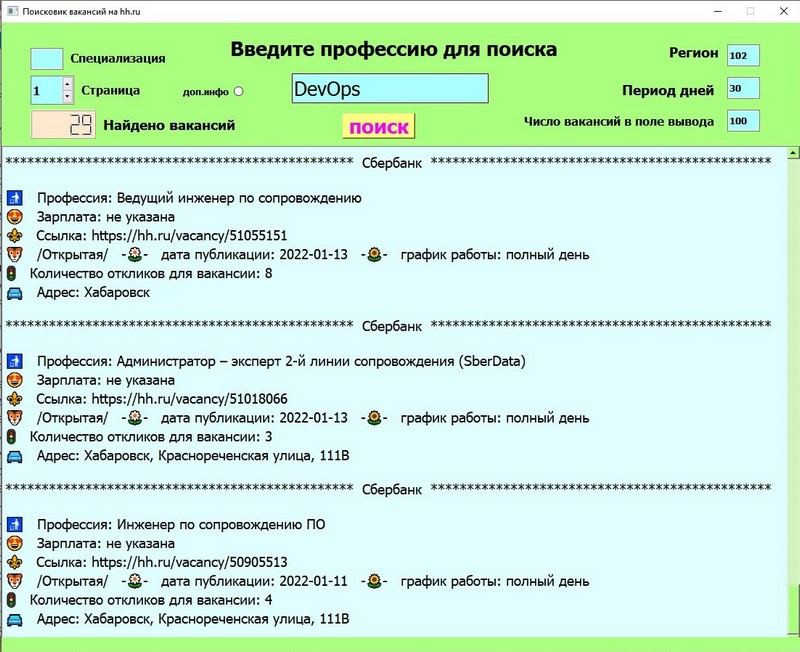 Поисковик вакансий на hh.ru
Введите профессию для поиска
Специализация
Регион 102
1 Страница
доп.инфо
DevOps
Период дней 30
29 Найдено вакансий
поиск
Число вакансий в поле вывода 100
****************************************************** Сбербанк *****************************************************
Профессия: Ведущий инженер по сопровождению
Зарплата: не указана
Ссылка: https://hh.ru/vacancy/51055151
/Открытая/ -🌼- дата публикации: 2022-01-13 -🌻- график работы: полный день
Количество откликов для вакансии: 8
Адрес: Хабаровск
****************************************************** Сбербанк *****************************************************
Профессия: Администратор – эксперт 2-й линии сопровождения (SberData)
Зарплата: не указана
Ссылка: https://hh.ru/vacancy/51018066
/Открытая/ -🌼- дата публикации: 2022-01-13 -🌻- график работы: полный день
Количество откликов для вакансии: 3
Адрес: Хабаровск, Краснореченская улица, 111В
****************************************************** Сбербанк *****************************************************
Профессия: Инженер по сопровождению ПО
Зарплата: не указана
Ссылка: https://hh.ru/vacancy/50905513
/Открытая/ -🌼- дата публикации: 2022-01-11 -🌻- график работы: полный день
Количество откликов для вакансии: 4
Адрес: Хабаровск, Краснореченская улица, 111В